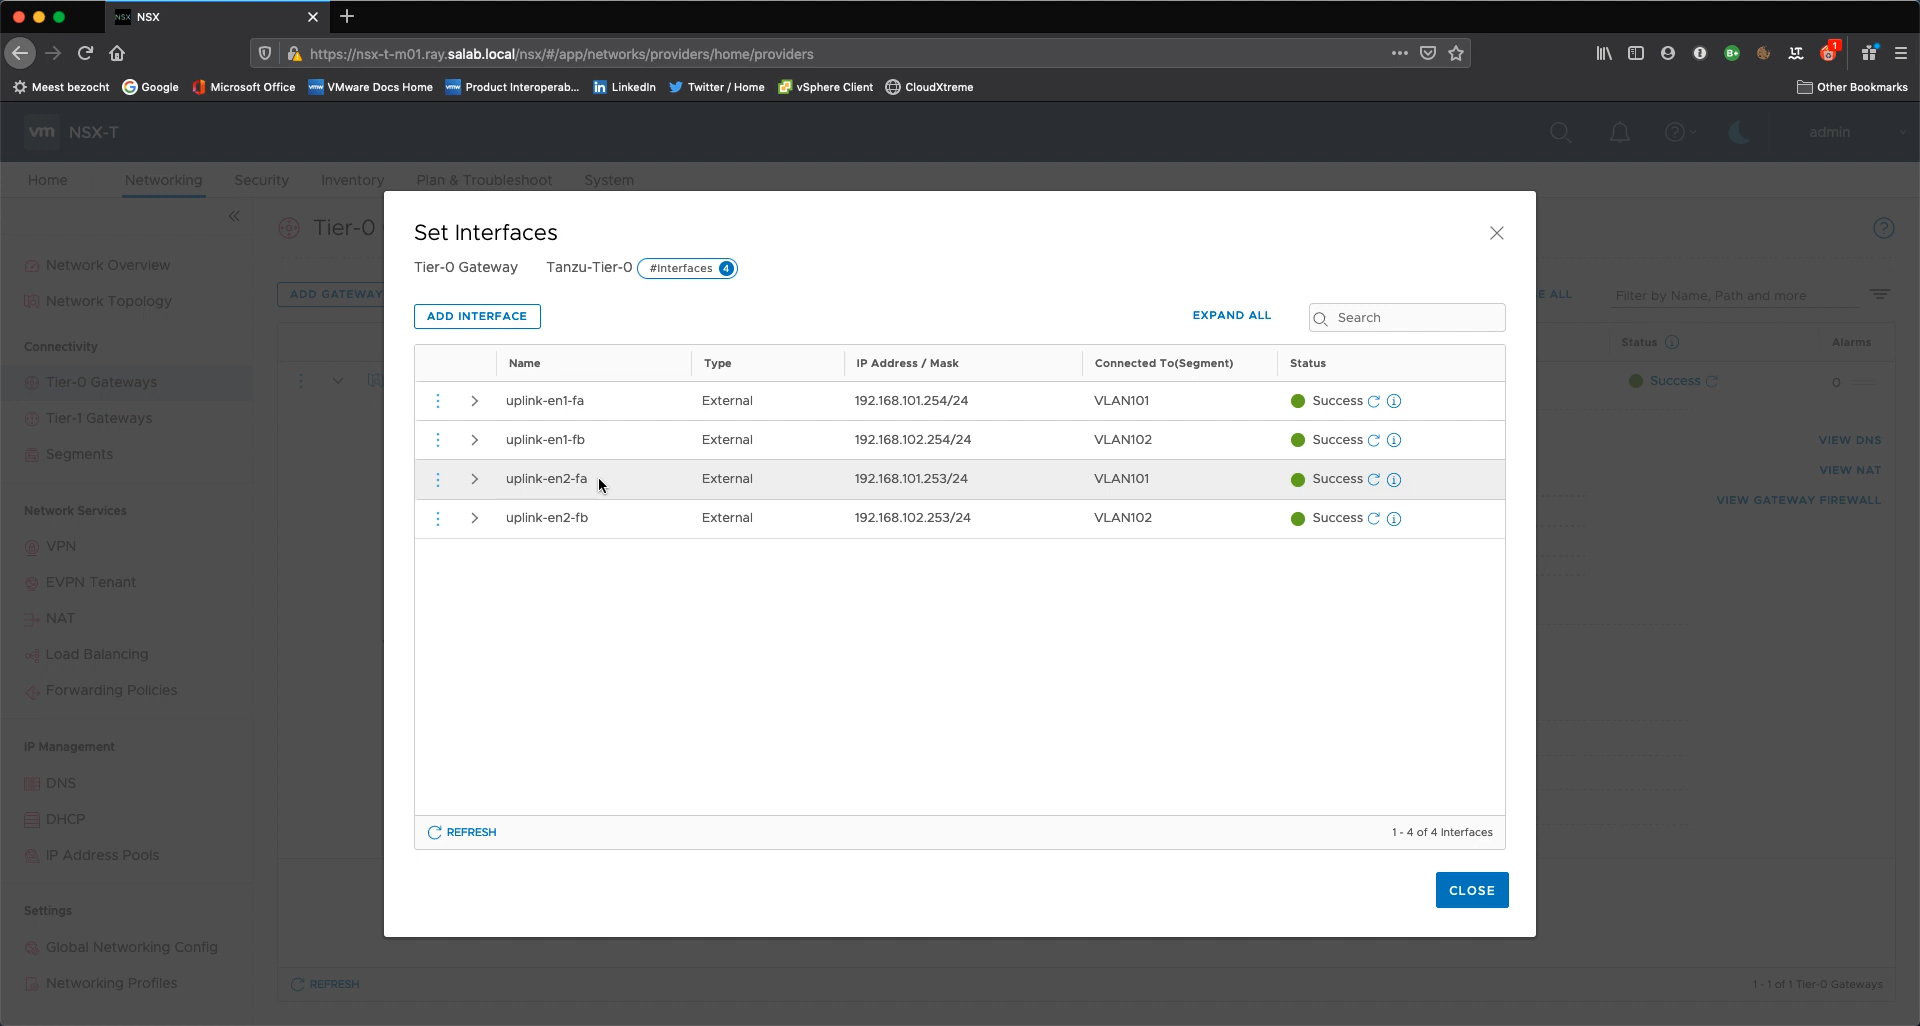 NSX NSX
https://nsx-t-m01.ray.salab.local/nsx/#/app/networks/providers/home/providers
1
Meest bezocht Google Microsoft Office VMware Docs Home Product Interoperab... LinkedIn Twitter / Home vSphere Client CloudXtreme Other Bookmarks
vm NSX-T admin
Home Networking Security Inventory Plan & Troubleshoot System
Tier-0
Network Overview
Network Topology
Connectivity
Tier-0 Gateways
Tier-1 Gateways
Segments
Network Services
VPN
EVPN Tenant
NAT
Load Balancing
Forwarding Policies
IP Management
DNS
DHCP
IP Address Pools
Settings
Global Networking Config
Networking Profiles
ADD GATEWAY
Set Interfaces
Tier-0 Gateway Tanzu-Tier-0 #Interfaces 4
ADD INTERFACE EXPAND ALL Search
Name Type IP Address / Mask Connected To(Segment) Status
uplink-en1-fa External 192.168.101.254/24 VLAN101 Success
uplink-en1-fb External 192.168.102.254/24 VLAN102 Success
uplink-en2-fa External 192.168.101.253/24 VLAN101 Success
uplink-en2-fb External 192.168.102.253/24 VLAN102 Success
REFRESH 1 - 4 of 4 Interfaces
CLOSE
ALL Filter by Name, Path and more
Status Alarms
Success 0
VIEW DNS
VIEW NAT
VIEW GATEWAY FIREWALL
REFRESH 1 - 1 of 1 Tier-0 Gateways